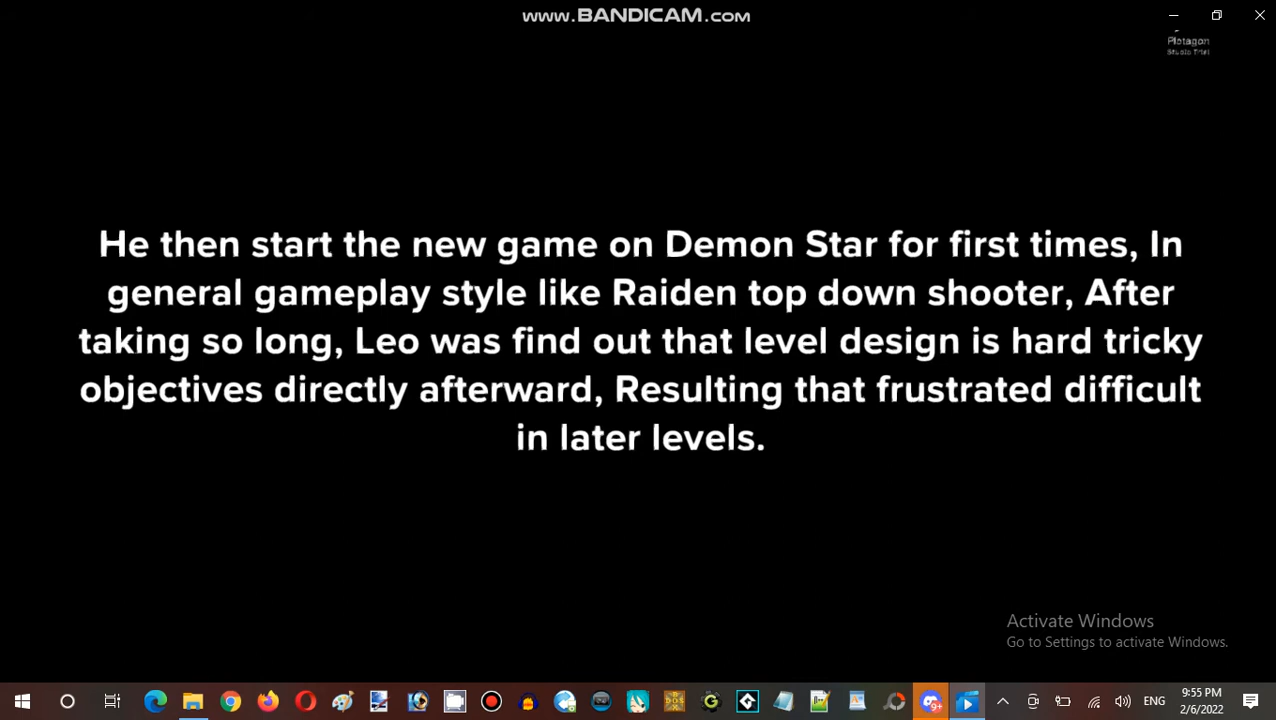 www.BANDICAM.com
Plotagon
Studio Trial
He then start the new game on Demon Star for first times, In
general gameplay style like Raiden top down shooter, After
taking so long, Leo was find out that level design is hard tricky
objectives directly afterward, Resulting that frustrated difficult
in later levels.
Activate Windows
Go to Settings to activate Windows.
ENG
9:55 PM
2/6/2022